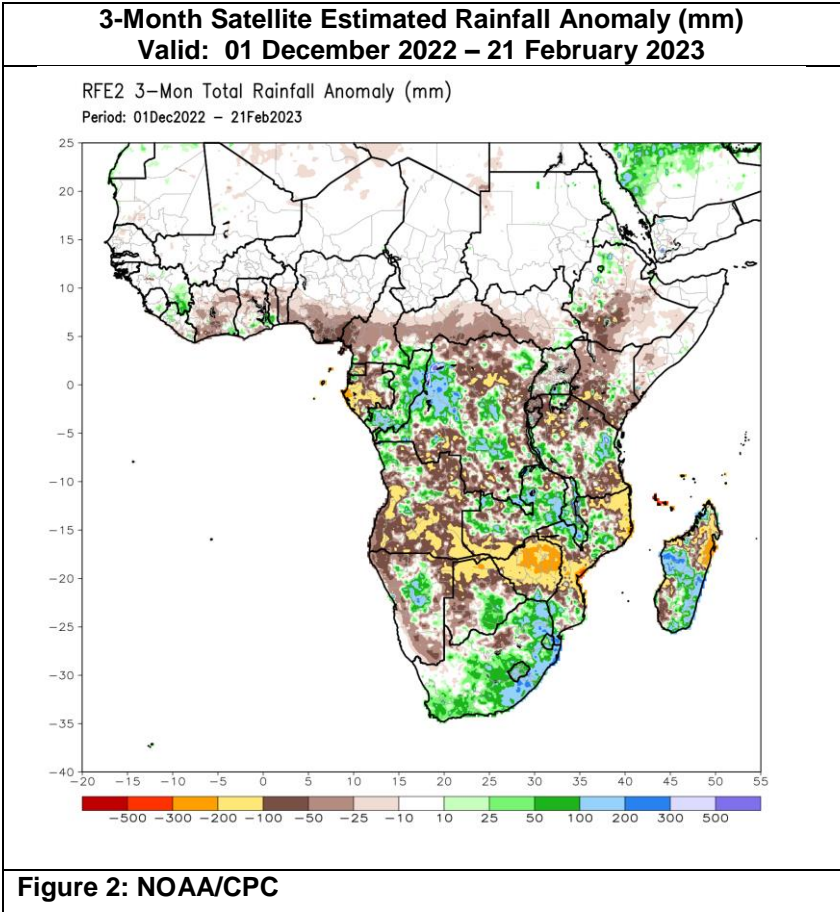 3-Month Satellite Estimated Rainfall Anomaly (mm)
Valid: 01 December 2022 – 21 February 2023
RFE2 3-Mon Total Rainfall Anomaly (mm)
Period: 01Dec2022 – 21Feb2023
25
20
15
10
5
0
−5
−10
−15
−20
−25
−30
−35
−40
−20 −15 −10 −5 0 5 10 15 20 25 30 35 40 45 50 55
−500 −300 −200 −100 −50 −25 −10 10 25 50 100 200 300 500
Figure 2: NOAA/CPC